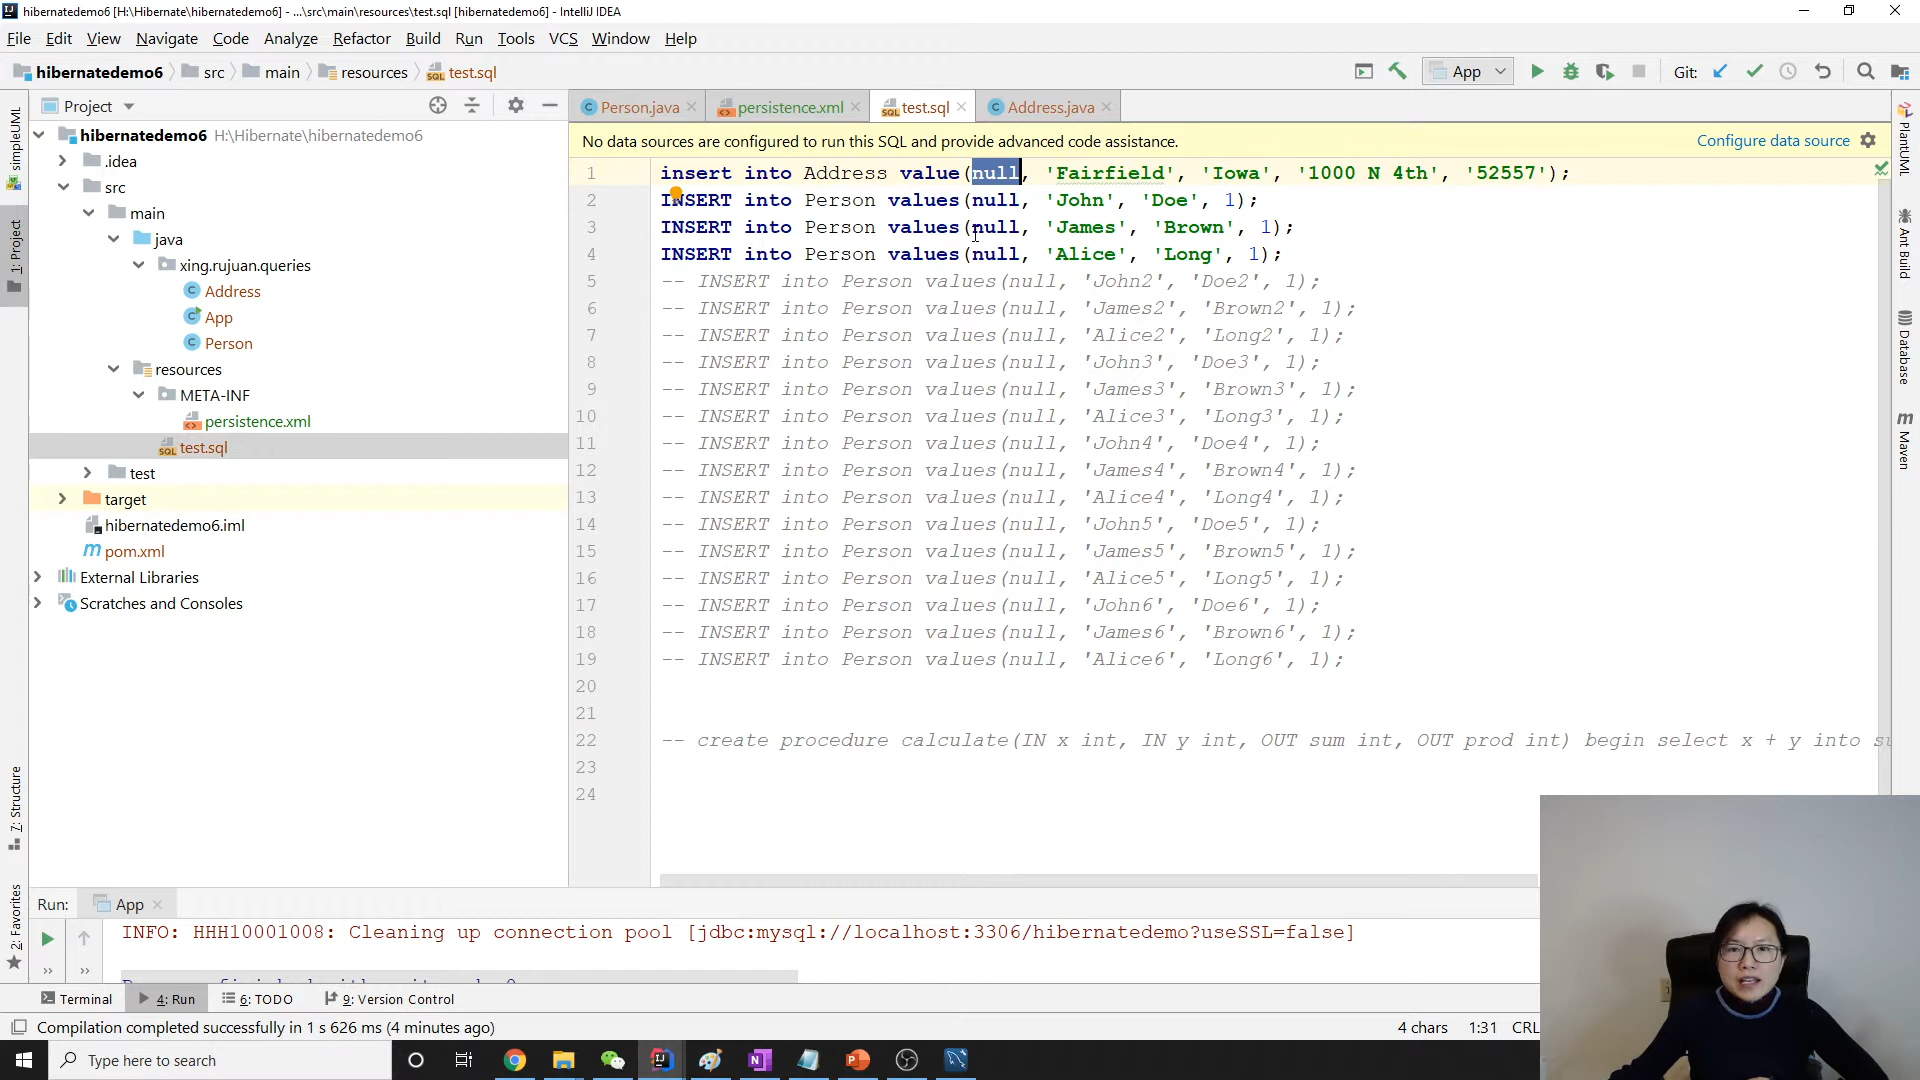 hibernatedemo6 [H:\Hibernate\hibernatedemo6] - ...\src\main\resources\test.sql [hibernatedemo6] - IntelliJ IDEA
File Edit View Navigate Code Analyze Refactor Build Run Tools VCS Window Help
hibernatedemo6 src main resources test.sql App Git:
Project
Person.java persistence.xml test.sql Address.java
hibernatedemo6 H:\Hibernate\hibernatedemo6
.idea
src
main
java
xing.rujuan.queries
Address
App
Person
resources
META-INF
persistence.xml
test.sql
test
target
hibernatedemo6.iml
pom.xml
External Libraries
Scratches and Consoles
No data sources are configured to run this SQL and provide advanced code assistance. Configure data source
1 insert into Address value(null, 'Fairfield', 'Iowa', '1000 N 4th', '52557');
2 INSERT into Person values(null, 'John', 'Doe', 1);
3 INSERT into Person values(null, 'James', 'Brown', 1);
4 INSERT into Person values(null, 'Alice', 'Long', 1);
5 -- INSERT into Person values(null, 'John2', 'Doe2', 1);
6 -- INSERT into Person values(null, 'James2', 'Brown2', 1);
7 -- INSERT into Person values(null, 'Alice2', 'Long2', 1);
8 -- INSERT into Person values(null, 'John3', 'Doe3', 1);
9 -- INSERT into Person values(null, 'James3', 'Brown3', 1);
10 -- INSERT into Person values(null, 'Alice3', 'Long3', 1);
11 -- INSERT into Person values(null, 'John4', 'Doe4', 1);
12 -- INSERT into Person values(null, 'James4', 'Brown4', 1);
13 -- INSERT into Person values(null, 'Alice4', 'Long4', 1);
14 -- INSERT into Person values(null, 'John5', 'Doe5', 1);
15 -- INSERT into Person values(null, 'James5', 'Brown5', 1);
16 -- INSERT into Person values(null, 'Alice5', 'Long5', 1);
17 -- INSERT into Person values(null, 'John6', 'Doe6', 1);
18 -- INSERT into Person values(null, 'James6', 'Brown6', 1);
19 -- INSERT into Person values(null, 'Alice6', 'Long6', 1);
20
21
22 -- create procedure calculate(IN x int, IN y int, OUT sum int, OUT prod int) begin select x + y into
23
24
simpleUML
1: Project
7: Structure
2: Favorites
PlantUML
Ant Build
Database
Maven
Run: App
INFO: HHH10001008: Cleaning up connection pool [jdbc:mysql://localhost:3306/hibernatedemo?useSSL=false]
Terminal 4: Run 6: TODO 9: Version Control
Compilation completed successfully in 1 s 626 ms (4 minutes ago) 4 chars 1:31 CRL
Type here to search